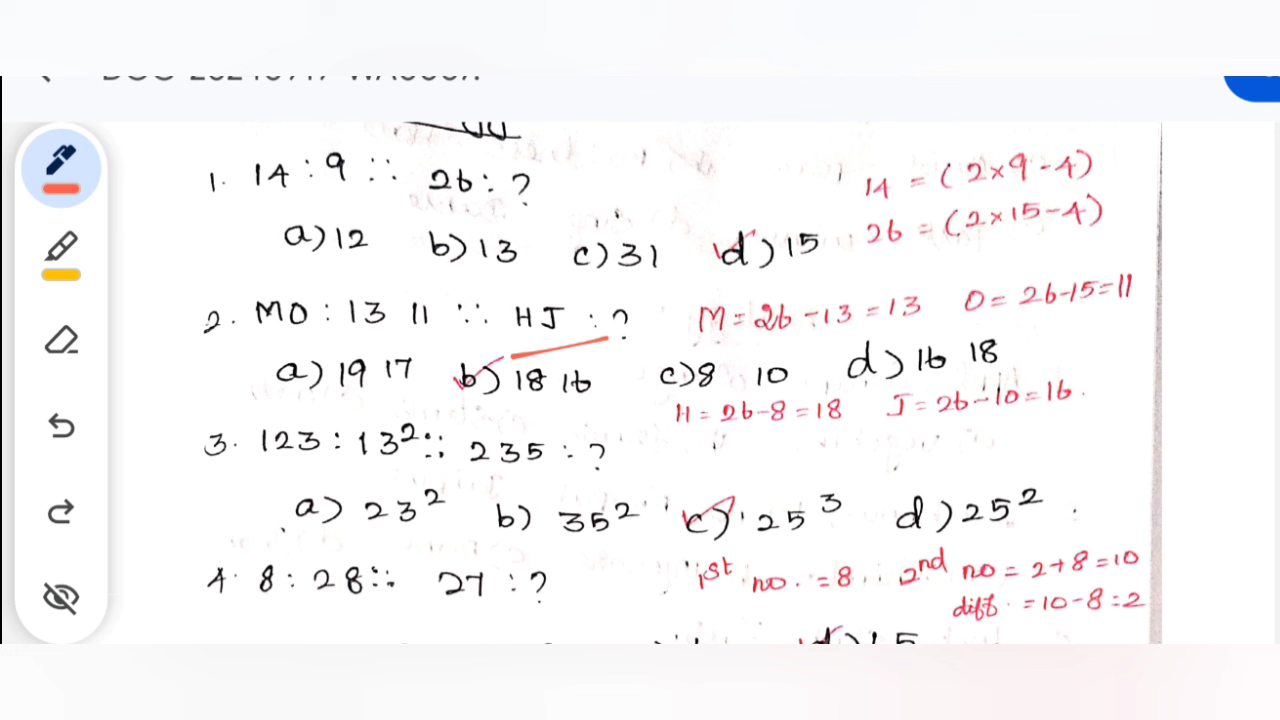 1. 14 : 9 :: 26 : ?
14 = (2×9-4)
26 = (2×15-4)
a) 12 b) 13 c) 31 d) 15
2. MO : 13 11 :: HJ : ?
M = 26 - 13 = 13 O = 26-15=11
a) 19 17 b) 18 16 c) 8 10 d) 16 18
H = 26-8 = 18 J = 26-10=16.
3. 123 : 13² :: 235 : ?
a) 23² b) 35² c) 25³ d) 25²
4. 8 : 28 :: 27 : ?
1st no. = 8 2nd no = 2+8=10
diff. = 10-8=2
d) 15